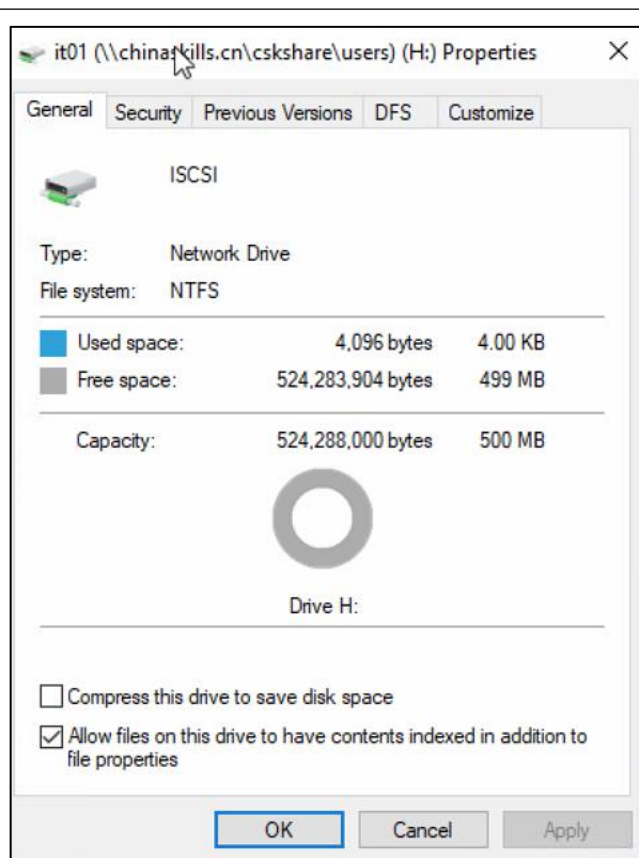 it01 (\\chinaskills.cn\cskshare\users) (H:) Properties
General Security Previous Versions DFS Customize
ISCSI
Type: Network Drive
File system: NTFS
Used space: 4,096 bytes 4.00 KB
Free space: 524,283,904 bytes 499 MB
Capacity: 524,288,000 bytes 500 MB
Drive H:
Compress this drive to save disk space
Allow files on this drive to have contents indexed in addition to
file properties
OK Cancel Apply